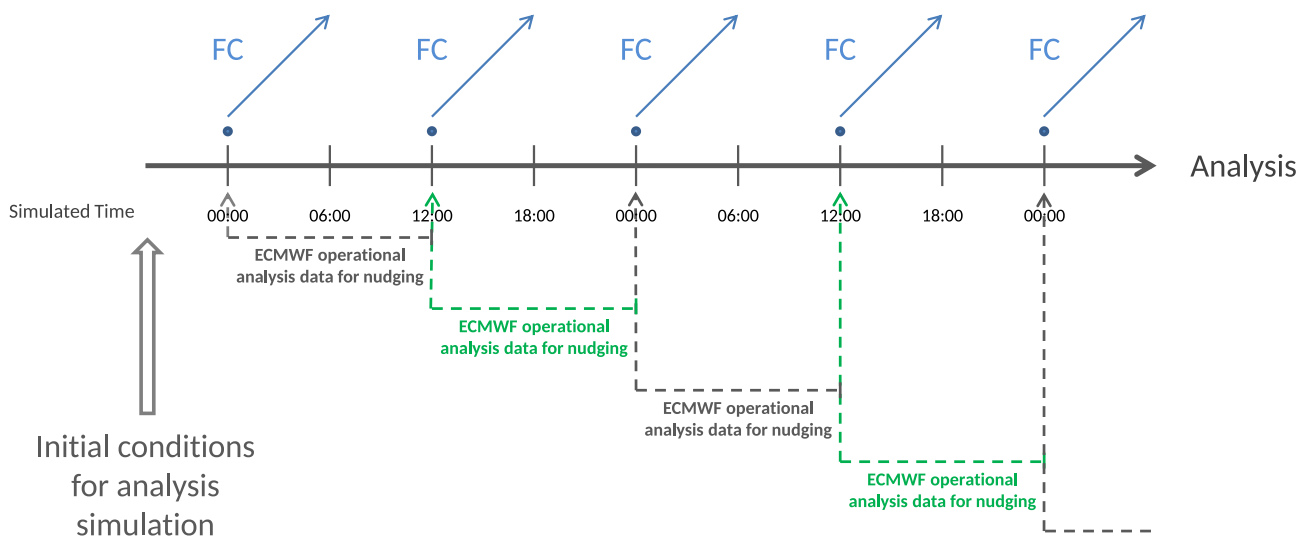 FC FC FC FC FC
Analysis
Simulated Time 00:00 06:00 12:00 18:00 00:00 06:00 12:00 18:00 00:00
ECMWF operational
analysis data for nudging
ECMWF operational
analysis data for nudging
ECMWF operational
analysis data for nudging
ECMWF operational
analysis data for nudging
Initial conditions
for analysis
simulation